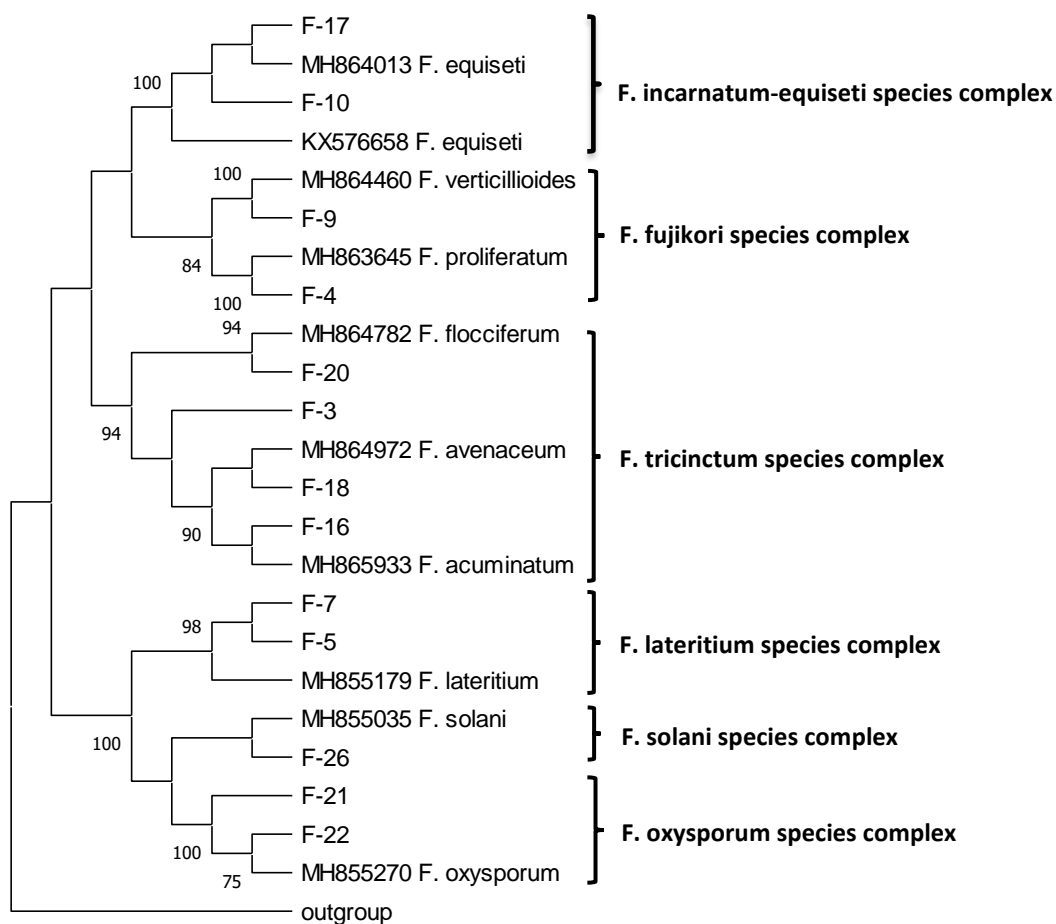 F-17
MH864013 F. equiseti
100
F-10
F. incarnatum-equiseti species complex
KX576658 F. equiseti
100
MH864460 F. verticillioides
F-9
F. fujikori species complex
MH863645 F. proliferatum
84
F-4
100
94
MH864782 F. flocciferum
F-20
F-3
94
MH864972 F. avenaceum
F. tricinctum species complex
F-18
F-16
90
MH865933 F. acuminatum
F-7
98
F-5
F. lateritium species complex
MH855179 F. lateritium
MH855035 F. solani
100
F. solani species complex
F-26
F-21
F-22
F. oxysporum species complex
100
MH855270 F. oxysporum
75
outgroup